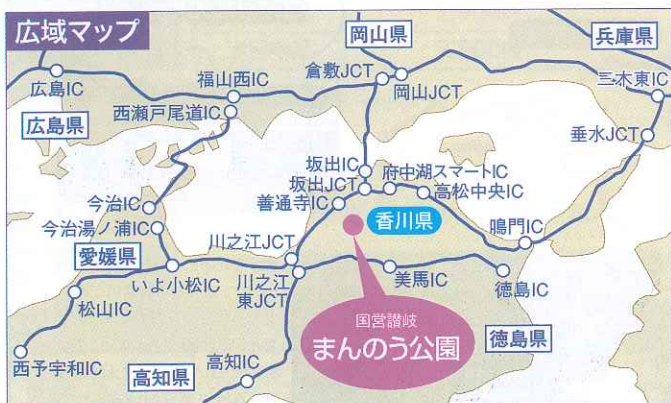 広域マップ
岡山県
兵庫県
広島IC
福山西IC
倉敷JCT
岡山JCT
三木東IC
広島県
西瀬戸尾道IC
垂水JCT
坂出IC
府中湖スマートIC
坂出JCT
高松中央IC
善通寺IC
今治IC
今治湯ノ浦IC
香川県
鳴門IC
愛媛県
川之江JCT
いよ小松IC
川之江
東JCT
美馬IC
徳島IC
松山IC
国営讃岐
まんのう公園
徳島県
西予宇和IC
高知県
高知IC